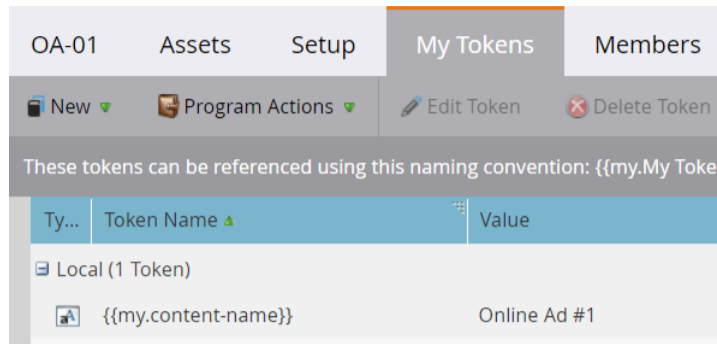 OA-01 Assets Setup My Tokens Members
New Program Actions Edit Token Delete Token
These tokens can be referenced using this naming convention: {{my.My Toke
Ty... Token Name Value
Local (1 Token)
{{my.content-name}} Online Ad #1